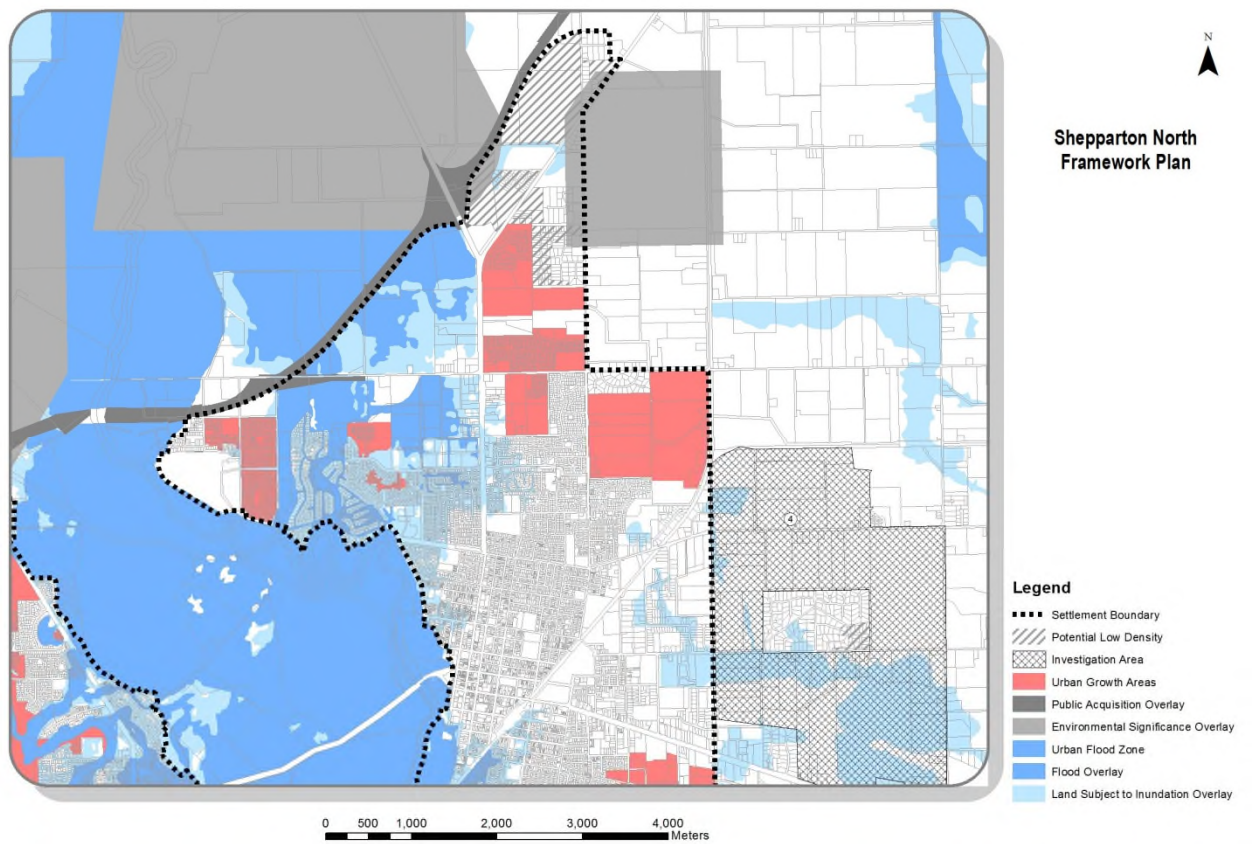 N
Shepparton North
Framework Plan
4
Legend
Settlement Boundary
Potential Low Density
Investigation Area
Urban Growth Areas
Public Acquisition Overlay
Environmental Significance Overlay
Urban Flood Zone
Flood Overlay
Land Subject to Inundation Overlay
0 500 1,000 2,000 3,000 4,000
Meters